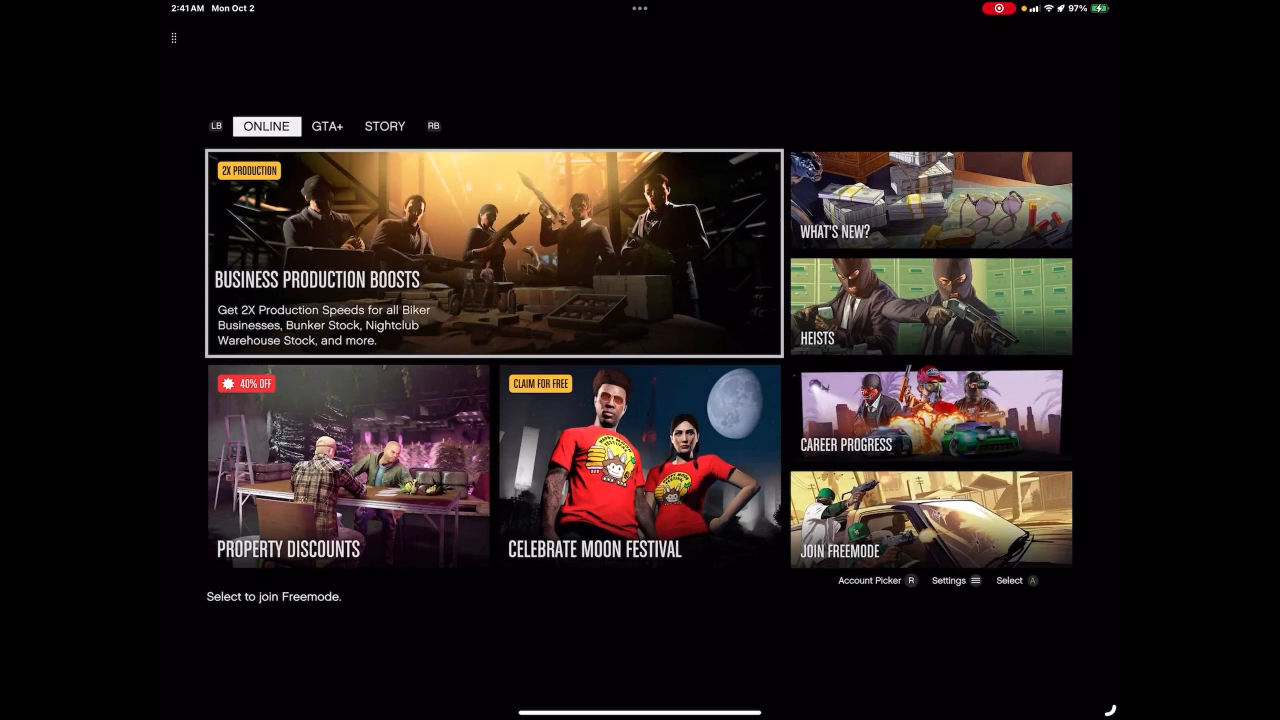 2:41 AM Mon Oct 2
97%
LB ONLINE GTA+ STORY RB
2X PRODUCTION
BUSINESS PRODUCTION BOOSTS
Get 2X Production Speeds for all Biker
Businesses, Bunker Stock, Nightclub
Warehouse Stock, and more.
WHAT'S NEW?
HEISTS
40% OFF
PROPERTY DISCOUNTS
CLAIM FOR FREE
CELEBRATE MOON FESTIVAL
CAREER PROGRESS
JOIN FREEMODE
Account Picker R Settings Select A
Select to join Freemode.